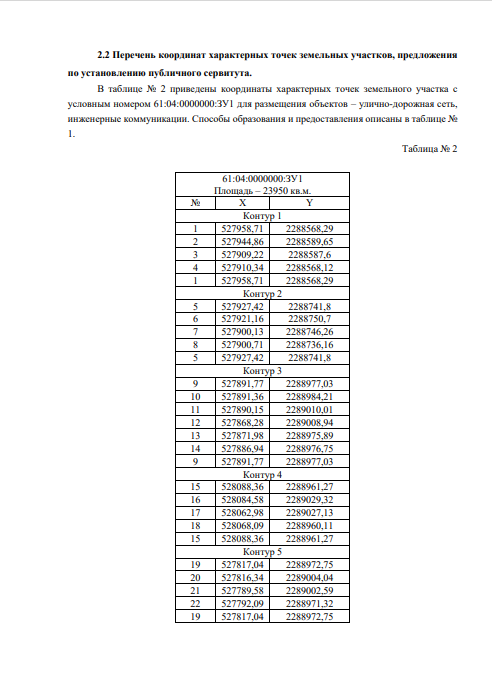 2.2 Перечень координат характерных точек земельных участков, предложения
по установлению публичного сервитута.
В таблице № 2 приведены координаты характерных точек земельного участка с
условным номером 61:04:0000000:ЗУ1 для размещения объектов – улично-дорожная сеть,
инженерные коммуникации. Способы образования и предоставления описаны в таблице №
1.
Таблица № 2
61:04:0000000:ЗУ1
Площадь – 23950 кв.м.
№ X Y
Контур 1
1 527958,71 2288568,29
2 527944,86 2288589,65
3 527909,22 2288587,6
4 527910,34 2288568,12
1 527958,71 2288568,29
Контур 2
5 527927,42 2288741,8
6 527921,16 2288750,7
7 527900,13 2288746,26
8 527900,71 2288736,16
5 527927,42 2288741,8
Контур 3
9 527891,77 2288977,03
10 527891,36 2288984,21
11 527890,15 2289010,01
12 527868,28 2289008,94
13 527871,98 2288975,89
14 527886,94 2288976,75
9 527891,77 2288977,03
Контур 4
15 528088,36 2288961,27
16 528084,58 2289029,32
17 528062,98 2289027,13
18 528068,09 2288960,11
15 528088,36 2288961,27
Контур 5
19 527817,04 2288972,75
20 527816,34 2289004,04
21 527789,58 2289002,59
22 527792,09 2288971,32
19 527817,04 2288972,75